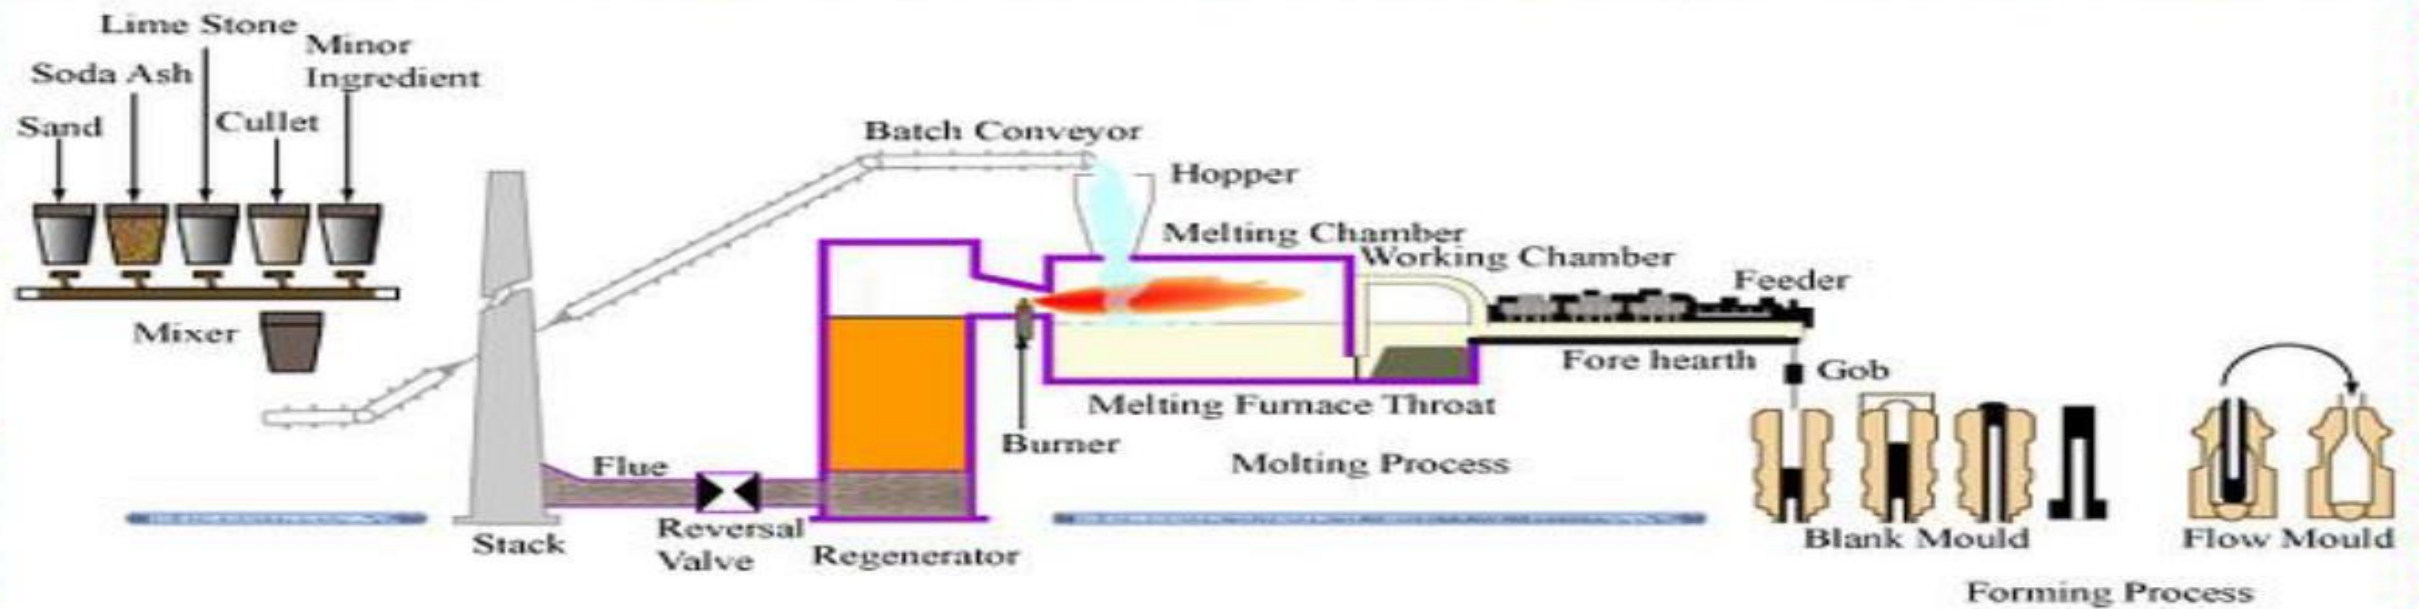 Lime Stone
Minor
Ingredient
Soda Ash
Sand
Cullet
Mixer
Batch Conveyor
Hopper
Melting Chamber
Working Chamber
Feeder
Fore hearth
Gob
Melting Furnace Throat
Burner
Molting Process
Flue
Reversal
Valve
Stack
Regenerator
Blank Mould
Flow Mould
Forming Process